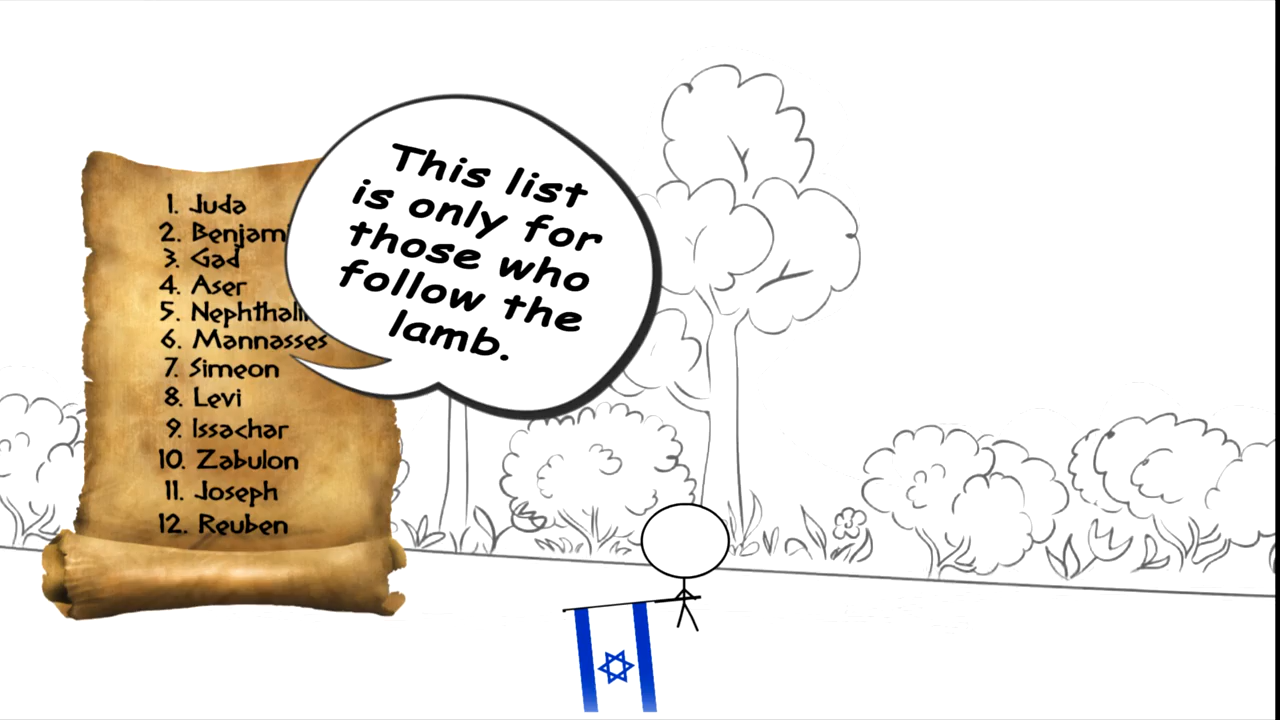 1. Juda
2. Benjam
3. Gad
4. Aser
5. Nephthali
6. Mannasses
7. Simeon
8. Levi
9. Issachar
10. Zabulon
11. Joseph
12. Reuben
This list
is only for
those who
follow the
lamb.